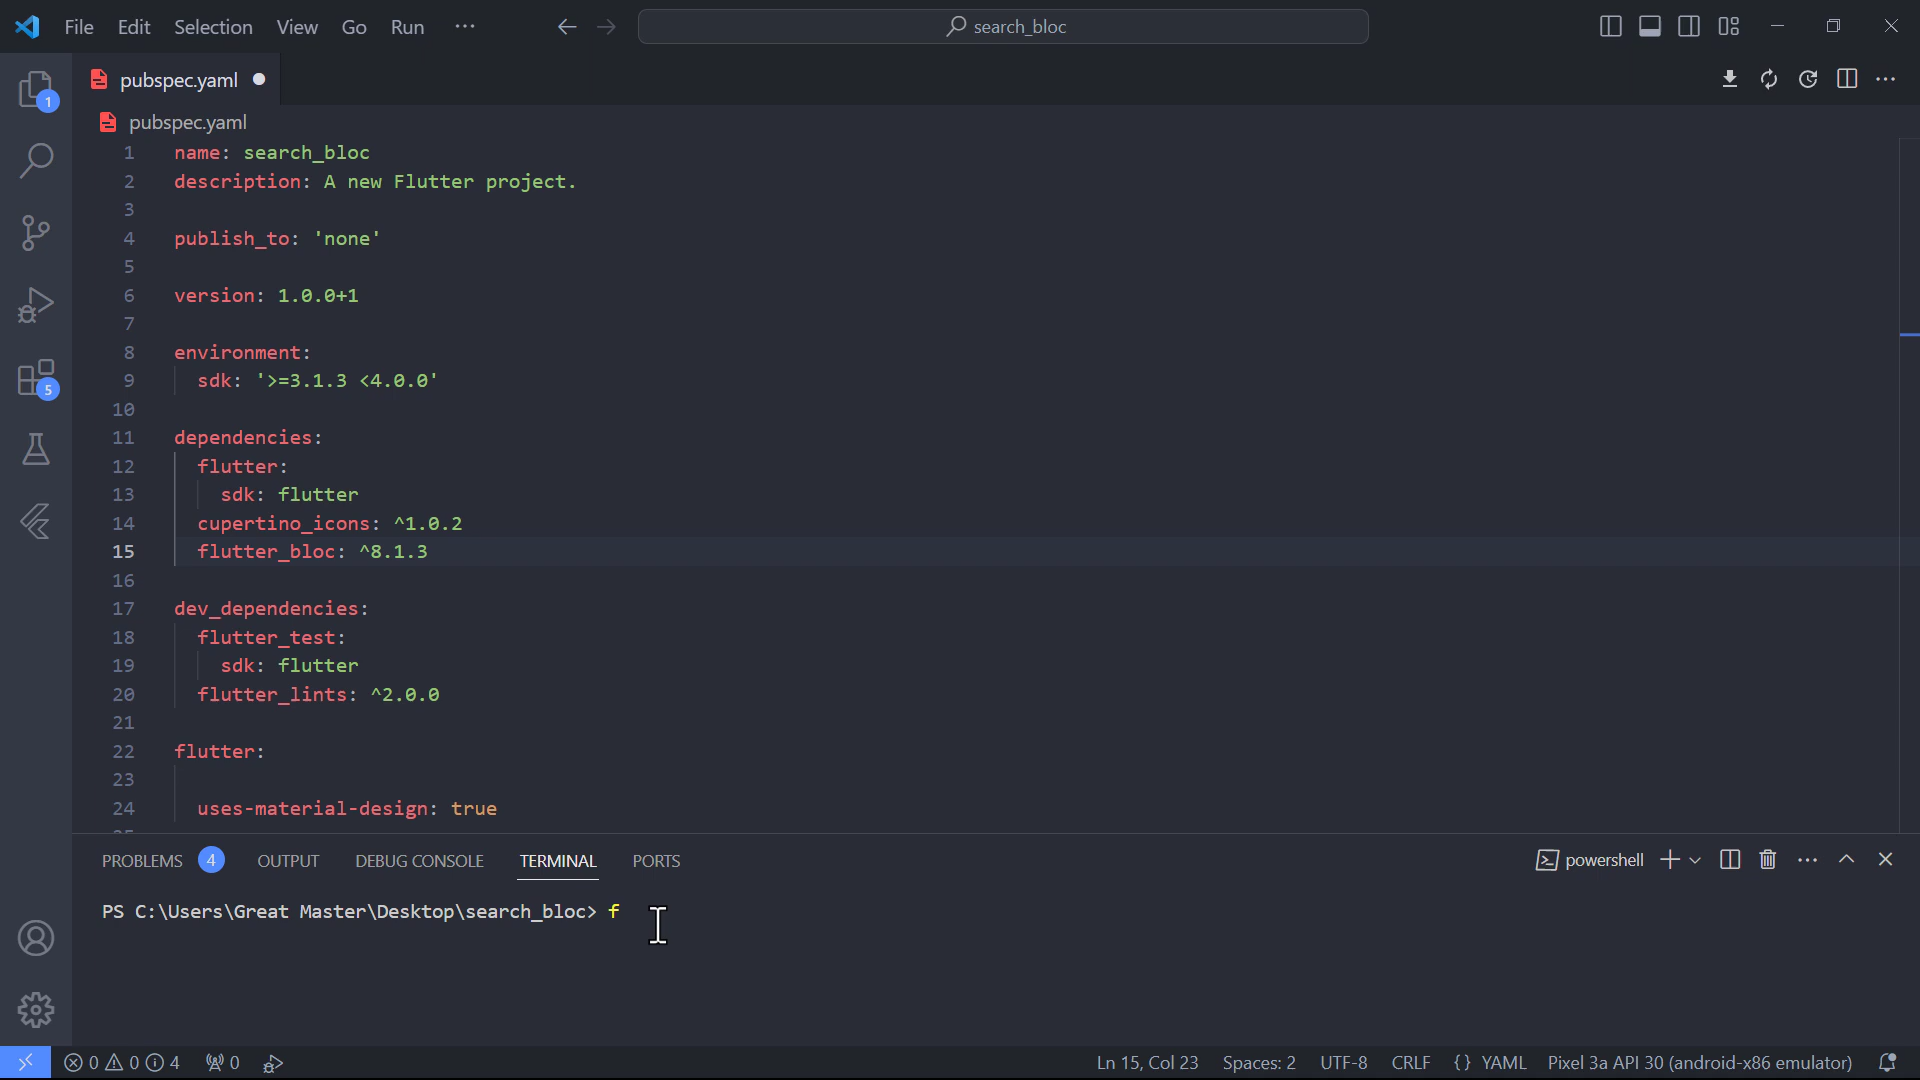 File Edit Selection View Go Run ··· search_bloc
pubspec.yaml
1
pubspec.yaml
1 name: search_bloc
2 description: A new Flutter project.
3
4 publish_to: 'none'
5
6 version: 1.0.0+1
7
8 environment:
9 sdk: '>=3.1.3 <4.0.0'
5
10
11 dependencies:
12 flutter:
13 sdk: flutter
14 cupertino_icons: ^1.0.2
15 flutter_bloc: ^8.1.3
16
17 dev_dependencies:
18 flutter_test:
19 sdk: flutter
20 flutter_lints: ^2.0.0
21
22 flutter:
23
24 uses-material-design: true
PROBLEMS 4 OUTPUT DEBUG CONSOLE TERMINAL PORTS powershell
PS C:\Users\Great Master\Desktop\search_bloc> f
0 0 4 0 Ln 15, Col 23 Spaces: 2 UTF-8 CRLF {} YAML Pixel 3a API 30 (android-x86 emulator)